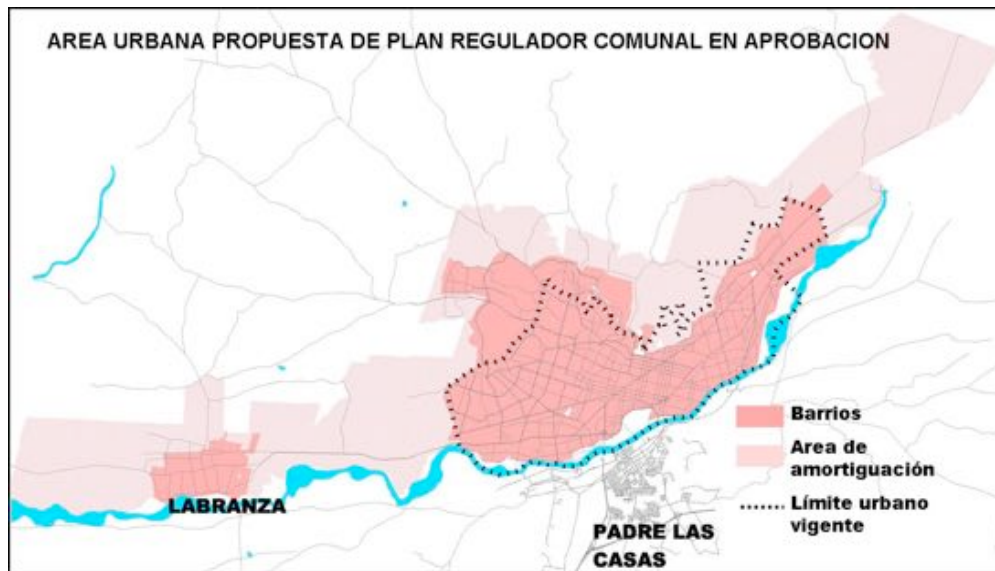 AREA URBANA PROPUESTA DE PLAN REGULADOR COMUNAL EN APROBACION
Barrios
Area de
amortiguación
Límite urbano
vigente
LABRANZA
PADRE LAS
CASAS